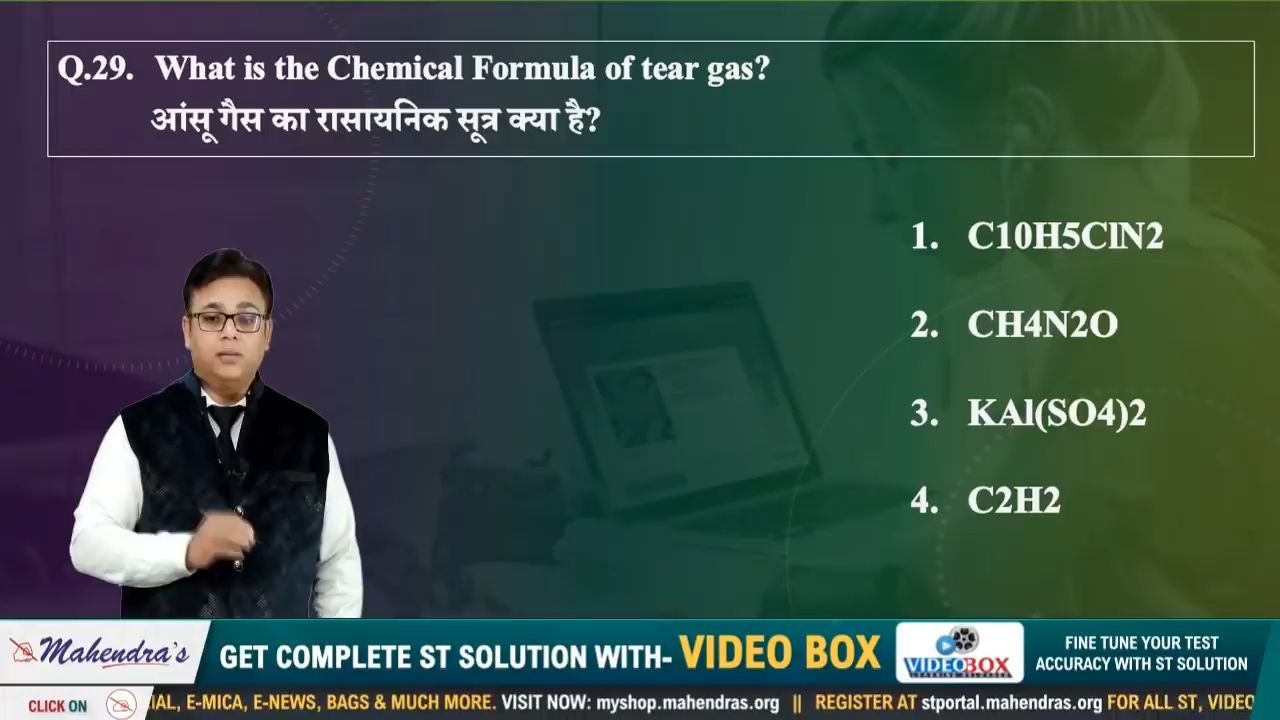 Q.29. What is the Chemical Formula of tear gas?
आंसू गैस का रासायनिक सूत्र क्या है?
1. C10H5ClN2
2. CH4N2O
3. KAl(SO4)2
4. C2H2
Mahendra's
GET COMPLETE ST SOLUTION WITH- VIDEO BOX
VIDEOBOX
LEARNING RELOADED
FINE TUNE YOUR TEST
ACCURACY WITH ST SOLUTION
CLICK ON
IAL, E-MICA, E-NEWS, BAGS & MUCH MORE. VISIT NOW: myshop.mahendras.org || REGISTER AT stportal.mahendras.org FOR ALL ST, VIDEO